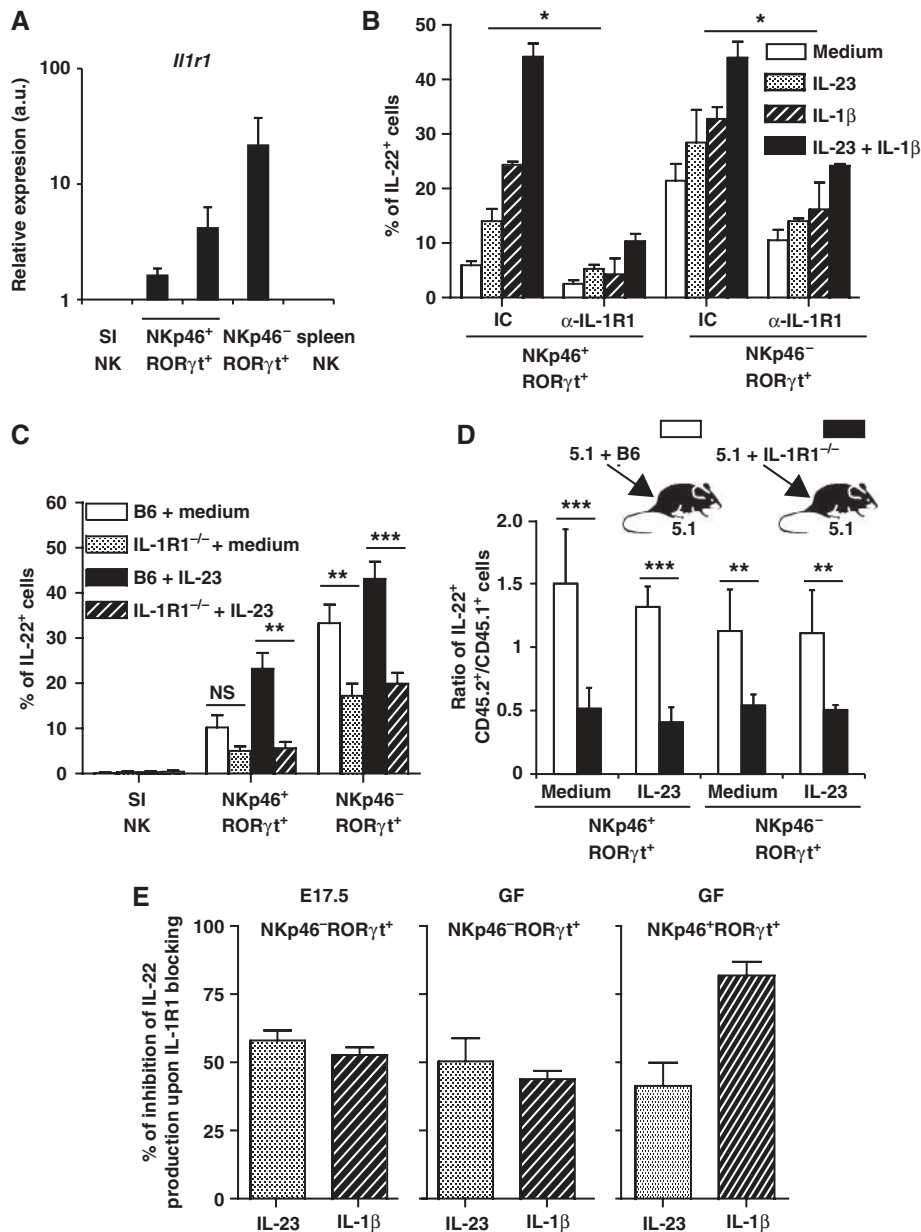 A
Il1r1
Relative expression (a.u.)
100
10
1
SI
NK
NKp46+
RORγt+
NKp46−
RORγt+
spleen
NK
B
% of IL-22+ cells
50
40
30
20
10
0
*
*
Medium
IL-23
IL-1β
IL-23 + IL-1β
IC
α-IL-1R1
IC
α-IL-1R1
NKp46+
RORγt+
NKp46−
RORγt+
C
% of IL-22+ cells
60
50
40
30
20
10
0
B6 + medium
IL-1R1−/− + medium
B6 + IL-23
IL-1R1−/− + IL-23
NS
**
**
***
SI
NK
NKp46+
RORγt+
NKp46−
RORγt+
D
5.1 + B6
5.1
5.1 + IL-1R1−/−
5.1
Ratio of IL-22+
CD45.2+/CD45.1+ cells
2.0
1.5
1.0
0.5
0
***
***
**
**
Medium
IL-23
Medium
IL-23
NKp46+
RORγt+
NKp46−
RORγt+
E
% of inhibition of IL-22
production upon IL-1R1 blocking
100
75
50
25
0
E17.5
NKp46−RORγt+
IL-23
IL-1β
GF
NKp46−RORγt+
IL-23
IL-1β
GF
NKp46+RORγt+
IL-23
IL-1β